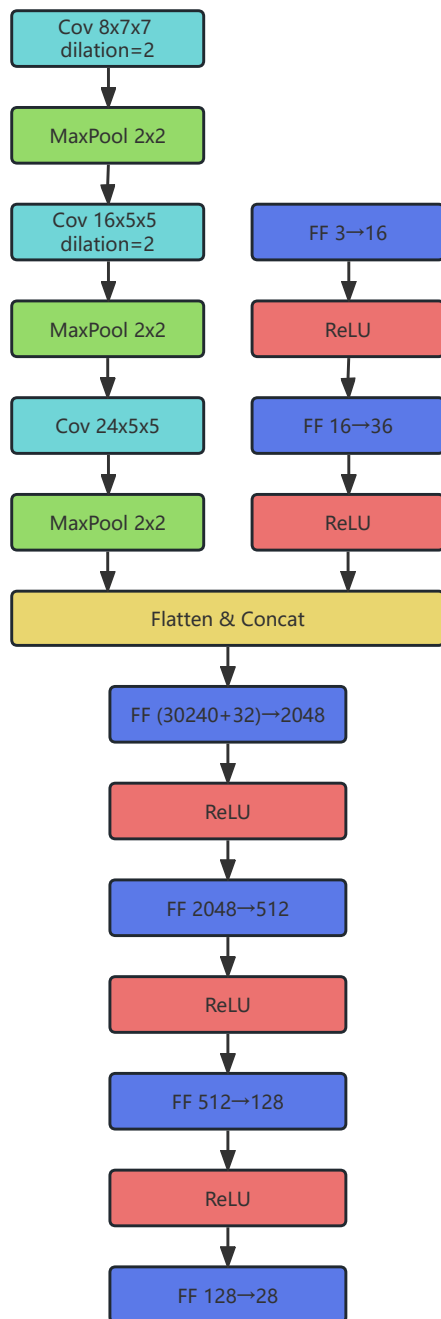 Cov 8x7x7
dilation=2
MaxPool 2x2
Cov 16x5x5
dilation=2
MaxPool 2x2
Cov 24x5x5
MaxPool 2x2
FF 3→16
ReLU
FF 16→36
ReLU
Flatten & Concat
FF (30240+32)→2048
ReLU
FF 2048→512
ReLU
FF 512→128
ReLU
FF 128→28